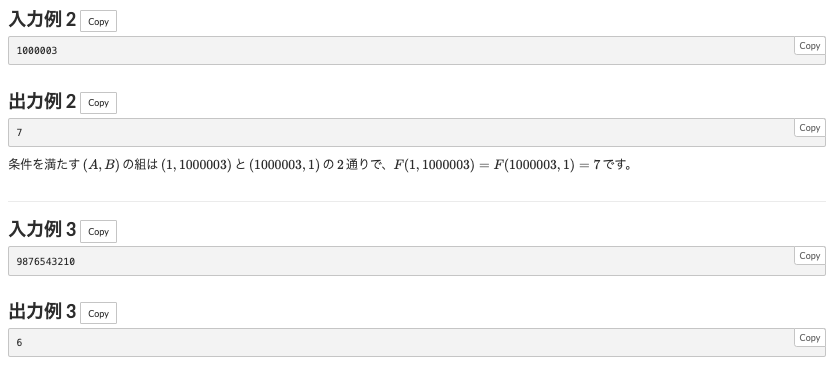 入力例 2 Copy
Copy
1000003
出力例 2 Copy
Copy
7
条件を満たす (A, B) の組は (1, 1000003) と (1000003, 1) の 2 通りで、F(1, 1000003) = F(1000003, 1) = 7 です。
入力例 3 Copy
Copy
9876543210
出力例 3 Copy
Copy
6